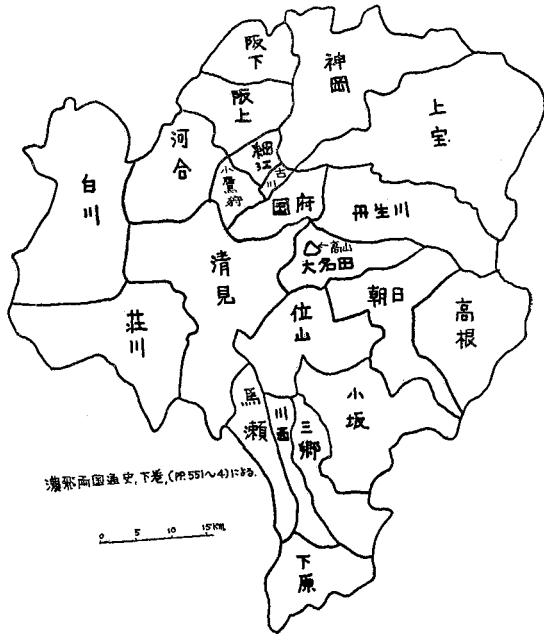 阪下
神岡
阪上
上宝
河合
細江
古川
小鷹狩
白川
国府
丹生川
←高山
大名田
清見
朝日
位山
高根
荘川
馬瀬
川西
三郷
小坂
濃飛両国通史,下巻,(PP.551～4)による.
0 5 10 15KM
下原